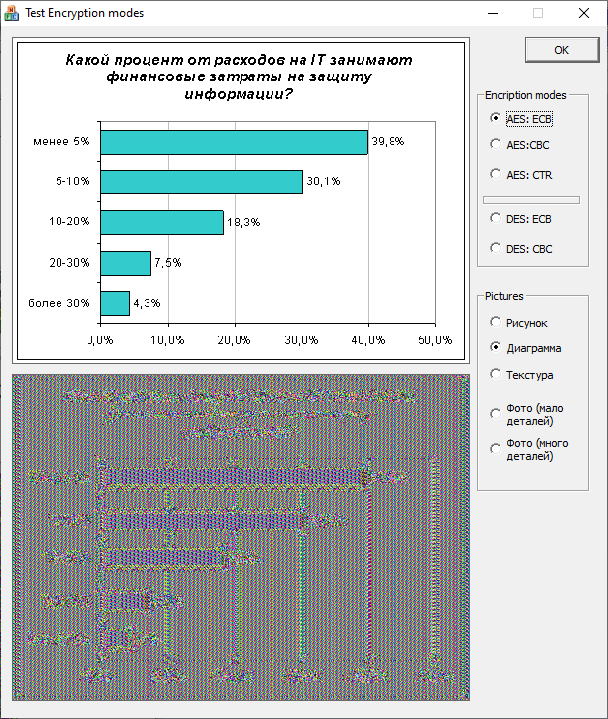 Test Encryption modes
Какой процент от расходов на IT занимают
финансовые затраты на защиту
информации?
менее 5%
39,8%
5-10%
30,1%
10-20%
18,3%
20-30%
7,5%
более 30%
4,3%
0,0%
10,0%
20,0%
30,0%
40,0%
50,0%
OK
Encription modes
AES: ECB
AES:CBC
AES: CTR
DES: ECB
DES: CBC
Pictures
Рисунок
Диаграмма
Текстура
Фото (мало
деталей)
Фото (много
деталей)